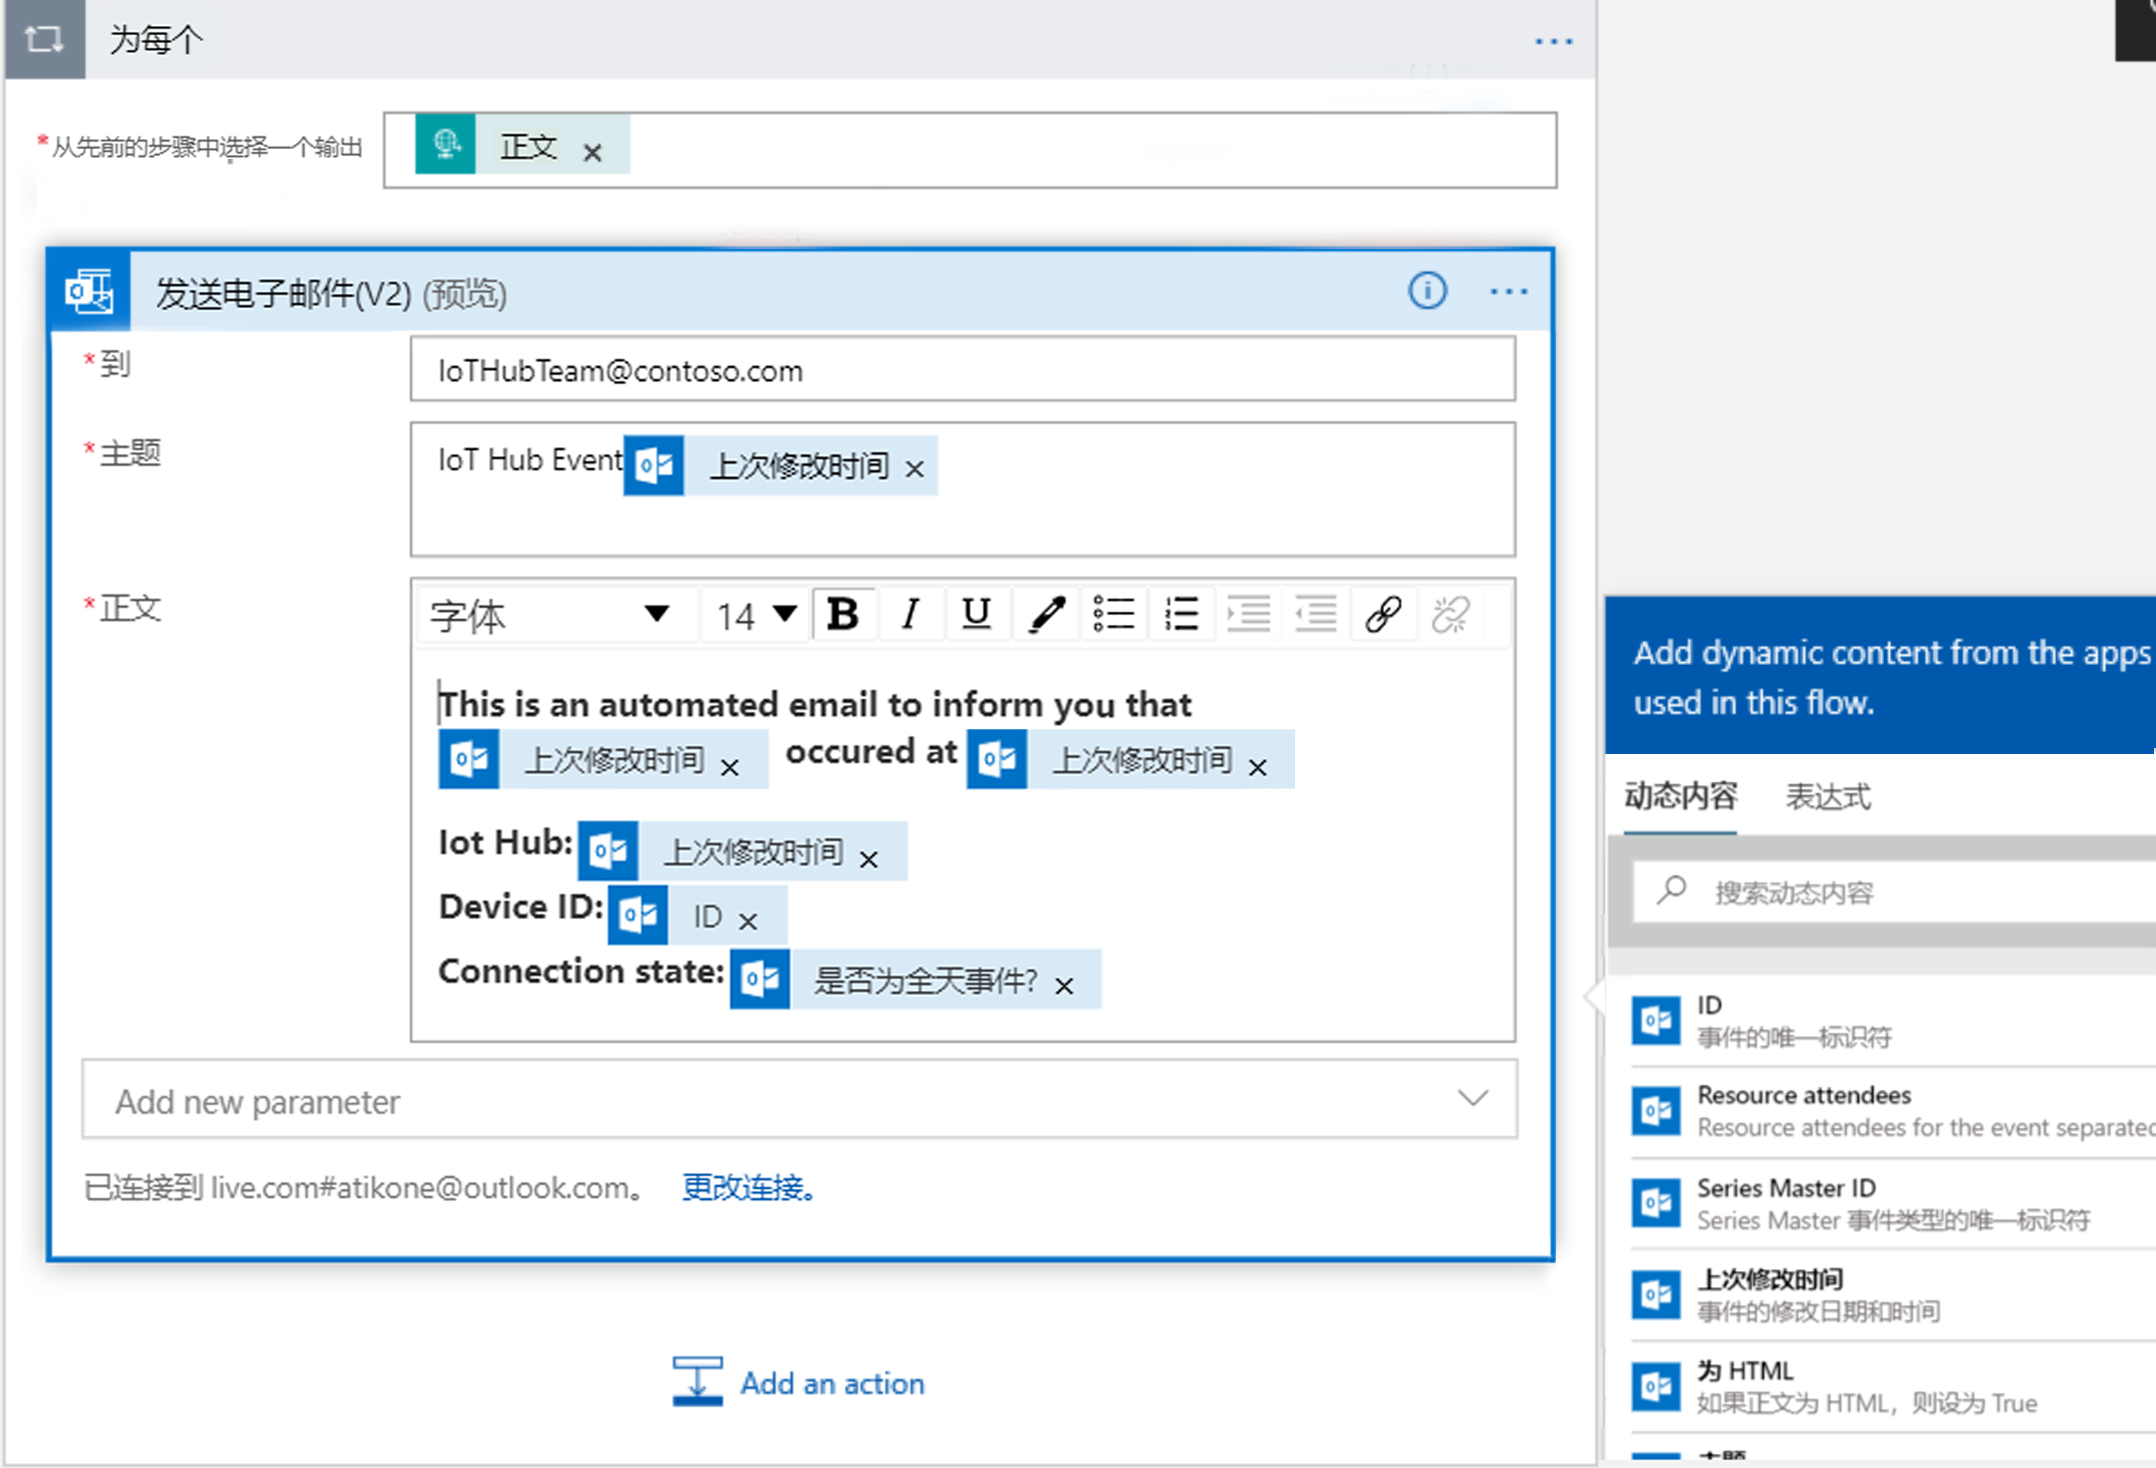 为每个
*从先前的步骤中选择一个输出
正文 ×
发送电子邮件(V2) (预览)
*到
IoTHubTeam@contoso.com
*主题
IoT Hub Event 上次修改时间 ×
*正文
字体 14 B I U
This is an automated email to inform you that
上次修改时间 × occured at 上次修改时间 ×
Iot Hub: 上次修改时间 ×
Device ID: ID ×
Connection state: 是否为全天事件? ×
Add new parameter
已连接到 live.com#atikone@outlook.com。 更改连接。
Add an action
Add dynamic content from the apps
used in this flow.
动态内容 表达式
搜索动态内容
ID
事件的唯一标识符
Resource attendees
Resource attendees for the event separated
Series Master ID
Series Master 事件类型的唯一标识符
上次修改时间
事件的修改日期和时间
为 HTML
如果正文为 HTML，则设为 True